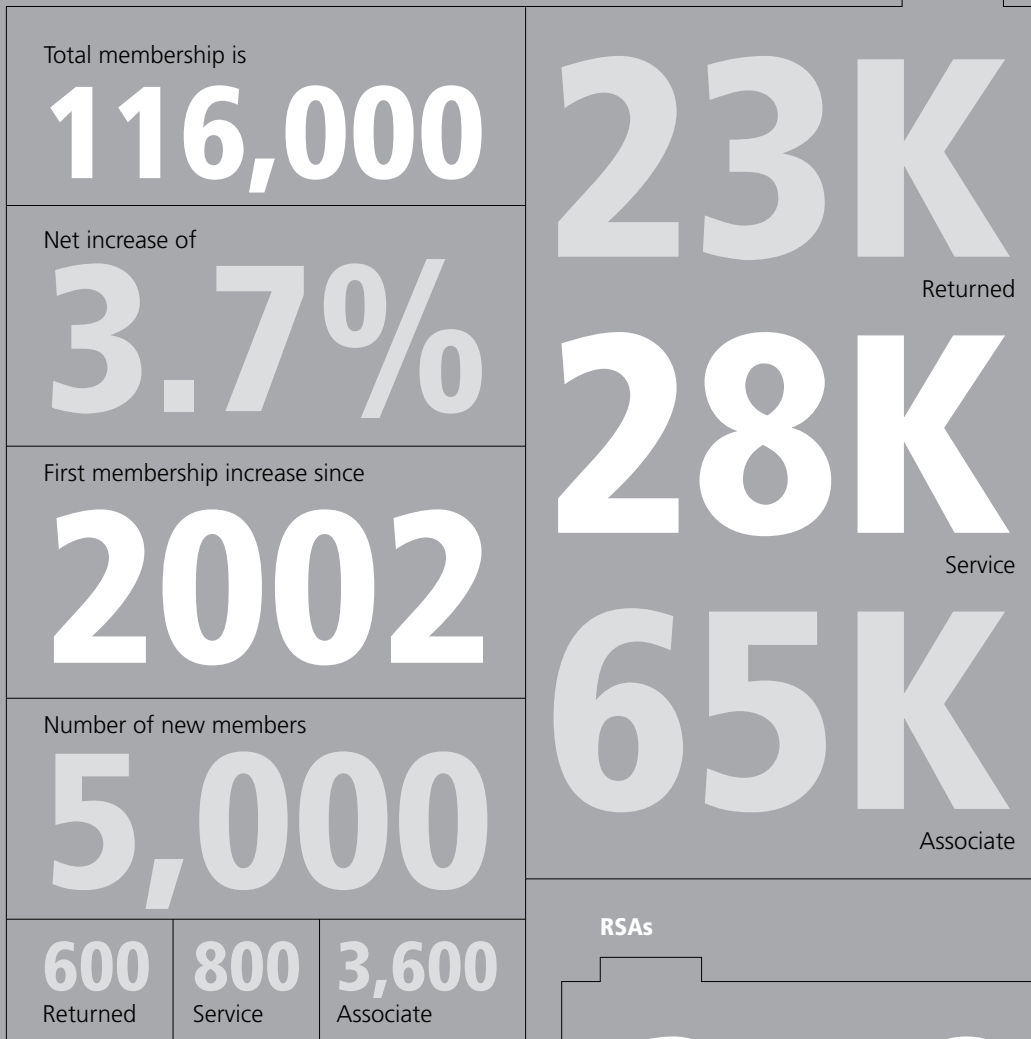 Total membership is
116,000
Net increase of
3.7%
First membership increase since
2002
Number of new members
5,000
600
Returned
800
Service
3,600
Associate
23K
Returned
28K
Service
65K
Associate
RSAs